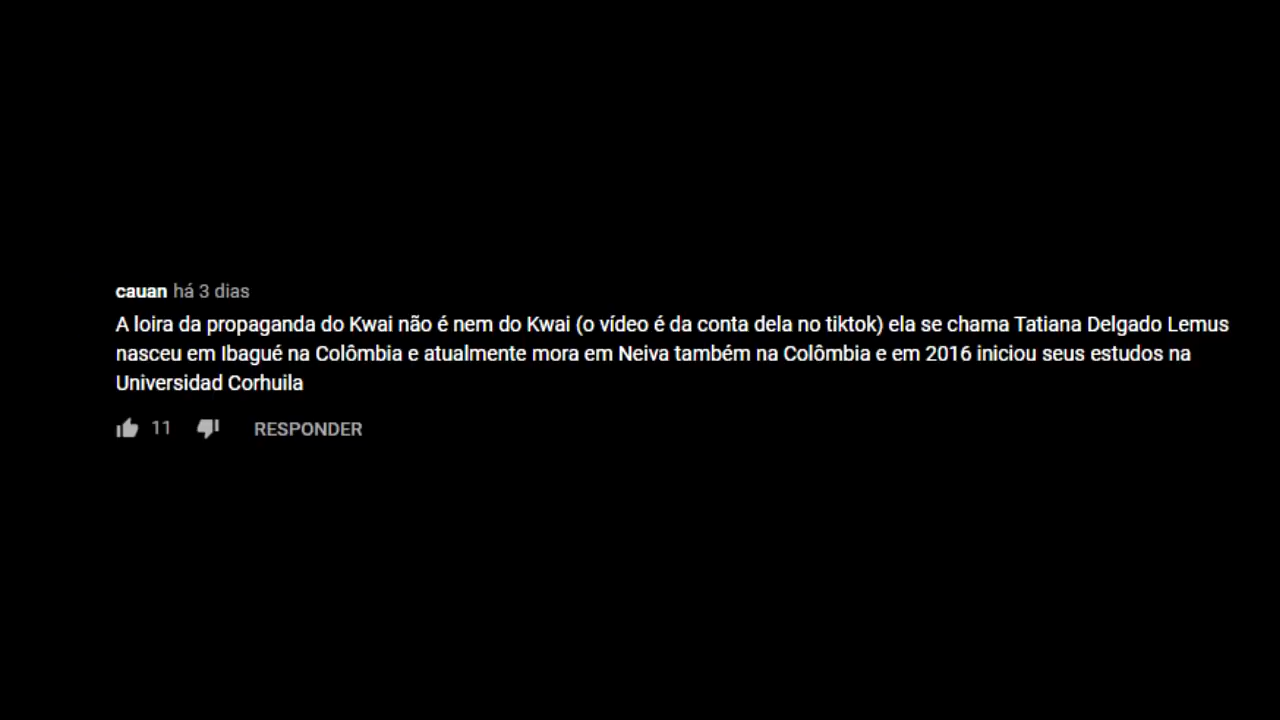 cauan há 3 dias
A loira da propaganda do Kwai não é nem do Kwai (o vídeo é da conta dela no tiktok) ela se chama Tatiana Delgado Lemus
nasceu em Ibagué na Colômbia e atualmente mora em Neiva também na Colômbia e em 2016 iniciou seus estudos na
Universidad Corhuila
11 RESPONDER